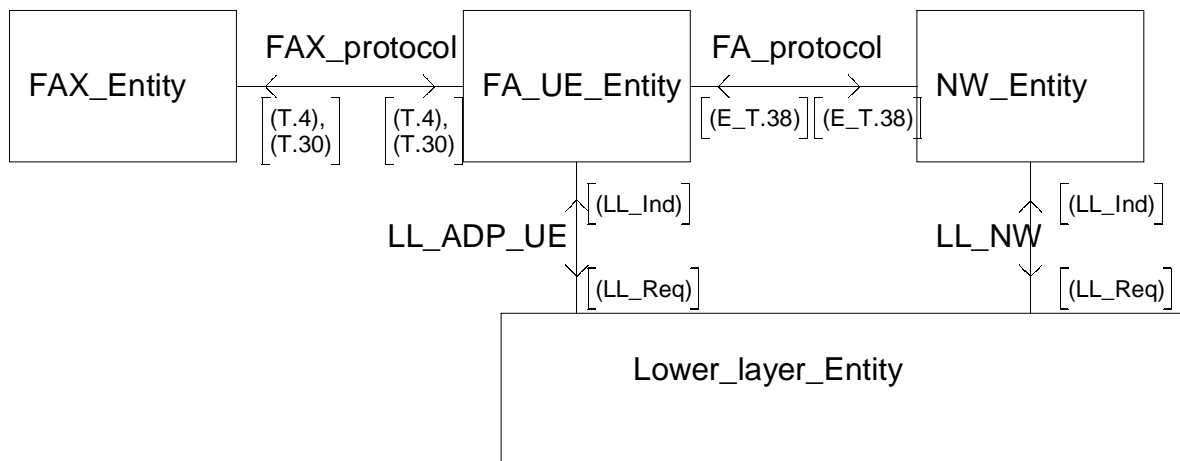 FAX_protocol
FA_protocol
FAX_Entity
FA_UE_Entity
NW_Entity
(T.4),
(T.30)
(T.4),
(T.30)
(E_T.38)
(E_T.38)
(LL_Ind)
(LL_Ind)
LL_ADP_UE
LL_NW
(LL_Req)
(LL_Req)
Lower_layer_Entity